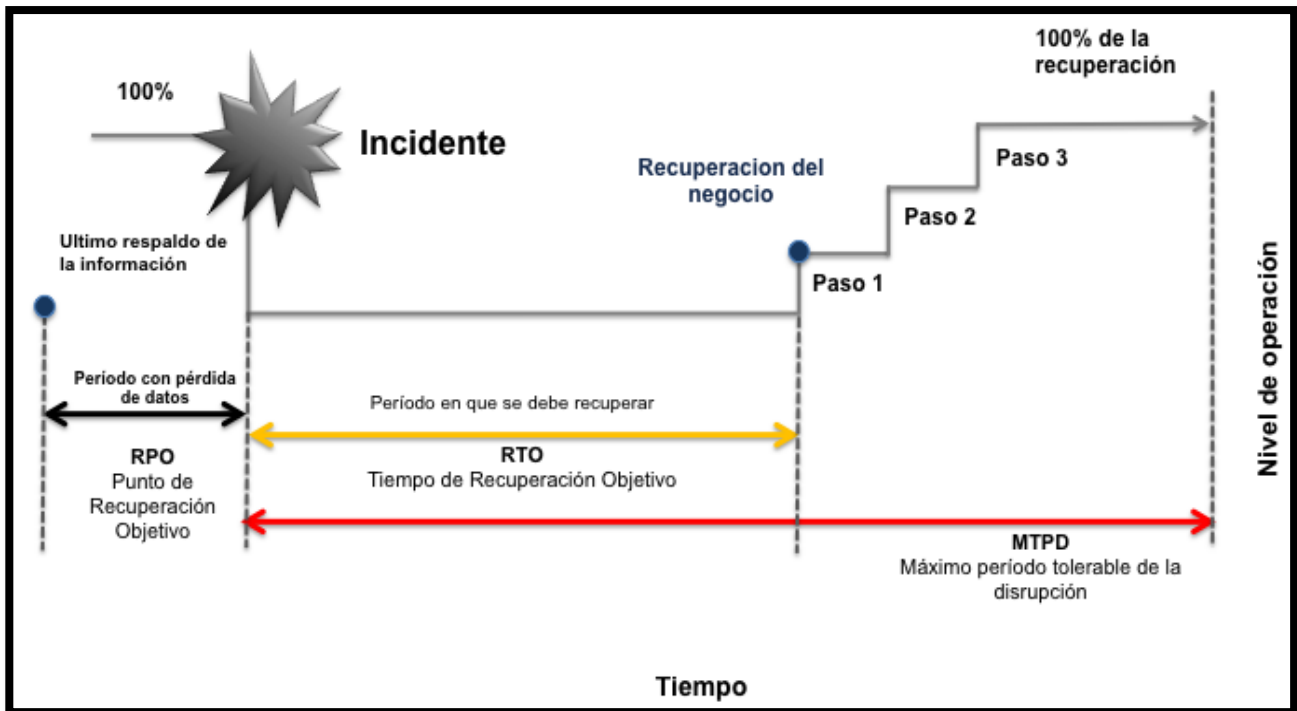 100% de la
recuperación
100%
Incidente
Recuperacion del
negocio
Paso 3
Paso 2
Paso 1
Ultimo respaldo de
la información
Nivel de operación
Período con pérdida
de datos
Período en que se debe recuperar
RPO
Punto de
Recuperación
Objetivo
RTO
Tiempo de Recuperación Objetivo
MTPD
Máximo período tolerable de la
disrupción
Tiempo